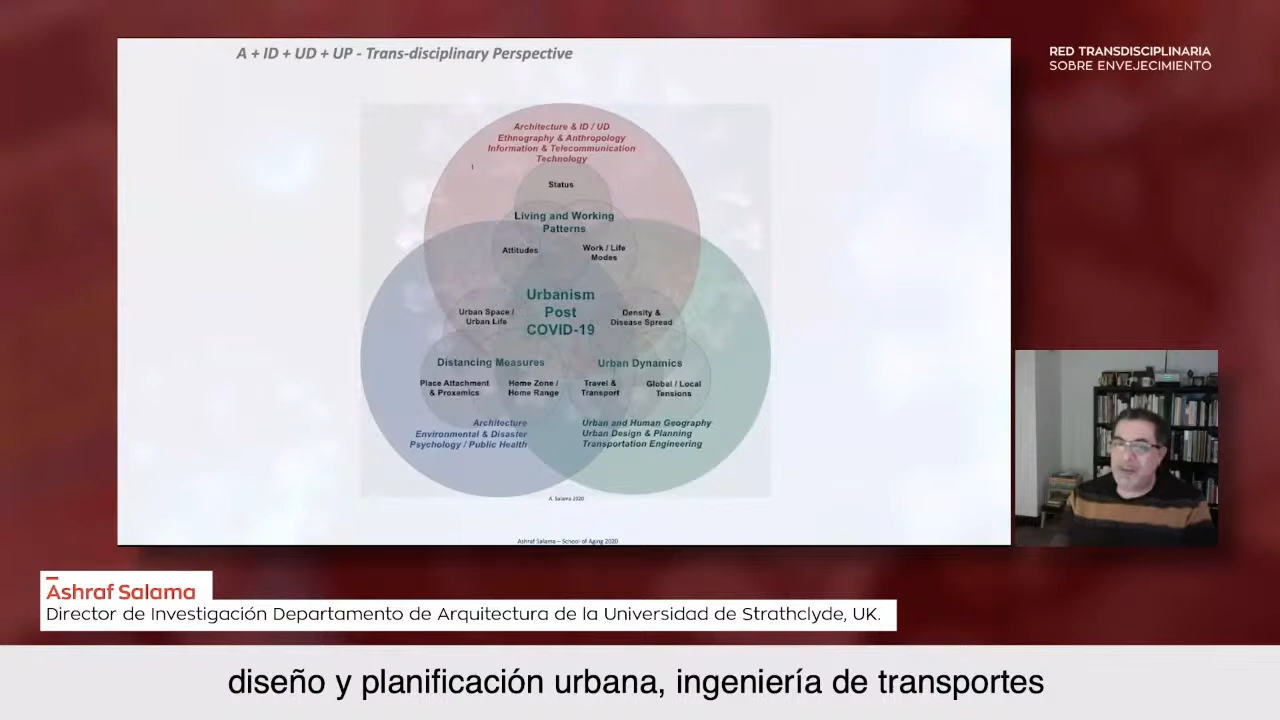 A + ID + UD + UP - Trans-disciplinary Perspective
RED TRANSDISCIPLINARIA
SOBRE ENVEJECIMIENTO
Architecture & ID / UD
Ethnography & Anthropology
Information & Telecommunication
Technology
Status
Living and Working
Patterns
Attitudes
Work / Life
Modes
Urbanism
Post
COVID-19
Urban Space /
Urban Life
Density &
Disease Spread
Distancing Measures
Urban Dynamics
Place Attachment
& Proxemics
Home Zone /
Home Range
Travel &
Transport
Global / Local
Tensions
Architecture
Environmental & Disaster
Psychology / Public Health
Urban and Human Geography
Urban Design & Planning
Transportation Engineering
A. Salama 2020
Ashraf Salama – School of Aging 2020
Ashraf Salama
Director de Investigación Departamento de Arquitectura de la Universidad de Strathclyde, UK.
diseño y planificación urbana, ingeniería de transportes